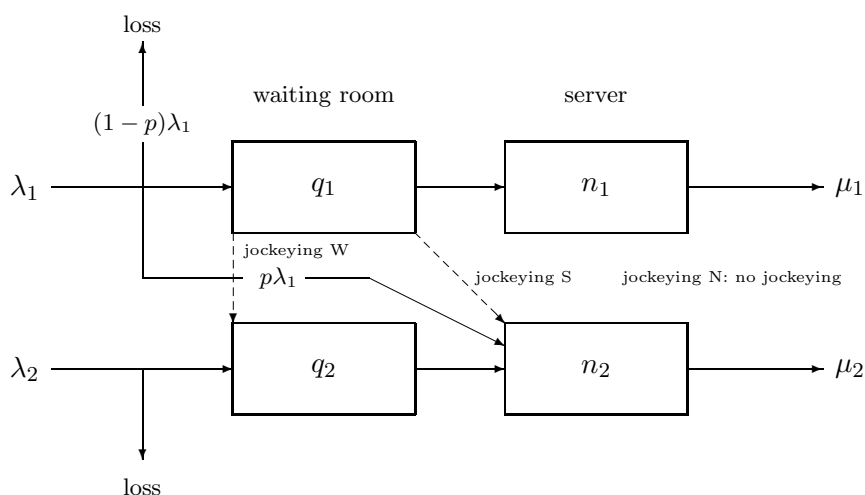 loss
waiting room server
(1 − p)λ₁
λ₁ q₁ n₁ μ₁
jockeying W
pλ₁ jockeying S jockeying N: no jockeying
λ₂ q₂ n₂ μ₂
loss